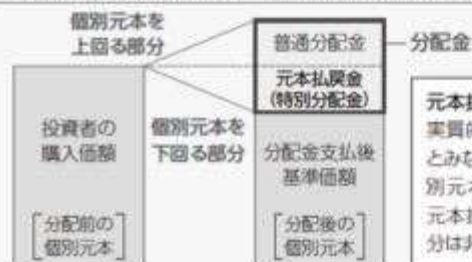 個別元本を
上回る部分
普通分配金
分配金
元本払戻金
(特別分配金)
投資者の
購入価額
個別元本を
下回る部分
分配金支払後
基準価額
分配前の
個別元本
分配後の
個別元本
元本払
実質的
とみな
別元本
元本払
分は非